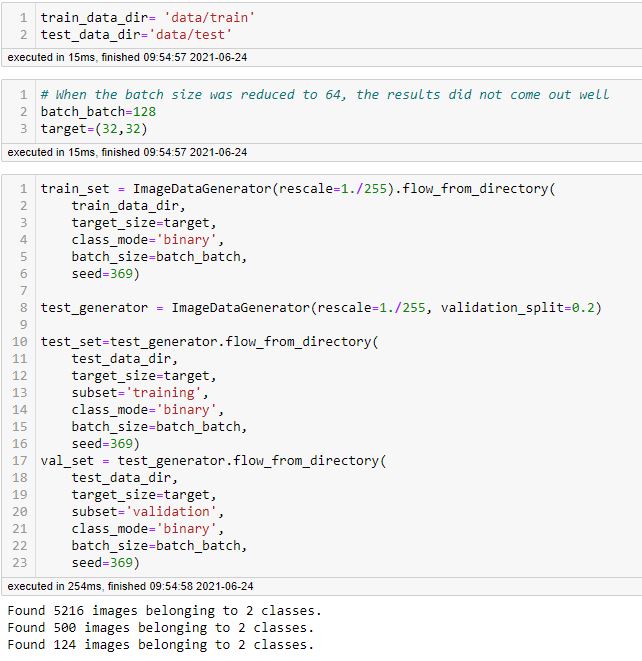 1 train_data_dir= 'data/train'
2 test_data_dir='data/test'
executed in 15ms, finished 09:54:57 2021-06-24
1 # When the batch size was reduced to 64, the results did not come out well
2 batch_batch=128
3 target=(32,32)
executed in 15ms, finished 09:54:57 2021-06-24
1 train_set = ImageDataGenerator(rescale=1./255).flow_from_directory(
2     train_data_dir,
3     target_size=target,
4     class_mode='binary',
5     batch_size=batch_batch,
6     seed=369)
7
8 test_generator = ImageDataGenerator(rescale=1./255, validation_split=0.2)
9
10 test_set=test_generator.flow_from_directory(
11     test_data_dir,
12     target_size=target,
13     subset='training',
14     class_mode='binary',
15     batch_size=batch_batch,
16     seed=369)
17 val_set = test_generator.flow_from_directory(
18     test_data_dir,
19     target_size=target,
20     subset='validation',
21     class_mode='binary',
22     batch_size=batch_batch,
23     seed=369)
executed in 254ms, finished 09:54:58 2021-06-24
Found 5216 images belonging to 2 classes.
Found 500 images belonging to 2 classes.
Found 124 images belonging to 2 classes.